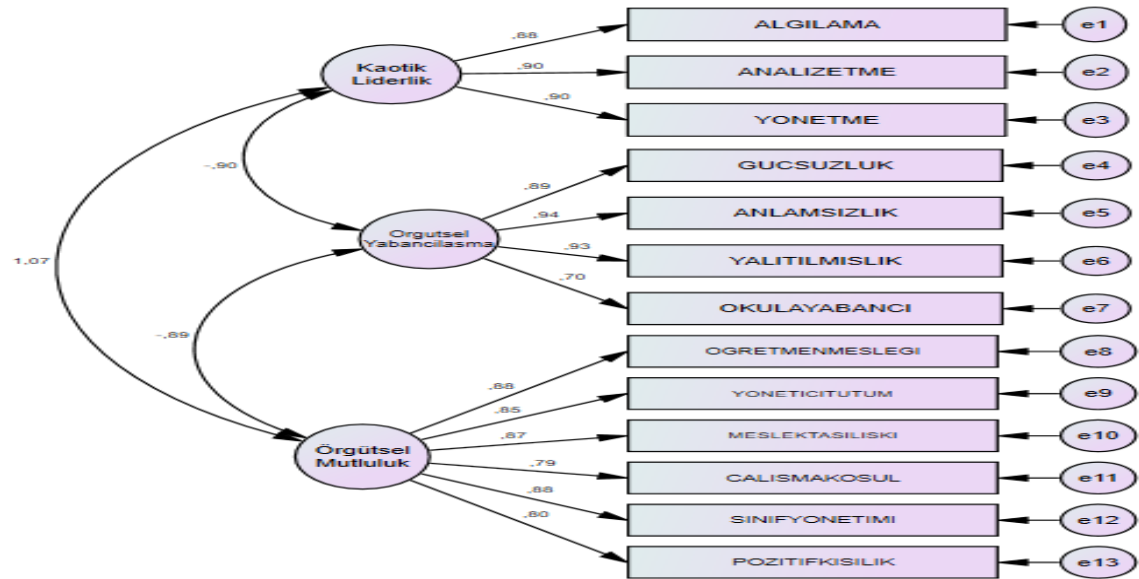 .88
ALGILAMA
e1
Kaotik
Liderlik
.90
ANALIZETME
e2
.90
YONETME
e3
-,90
.89
GUCSUZLUK
e4
Orgutsel
Yabancilasma
.94
ANLAMSIZLIK
e5
1,07
.93
YALITILMISLIK
e6
.70
OKULAYABANCI
e7
-,89
.88
OGRETMENMESLEGI
e8
.85
YONETICITUTUM
e9
Örgütsel
Mutluluk
.87
MESLEKTASILISKI
e10
.79
CALISMAKOSUL
e11
.88
SINIFYONETIMI
e12
.80
POZITIFKISILIK
e13